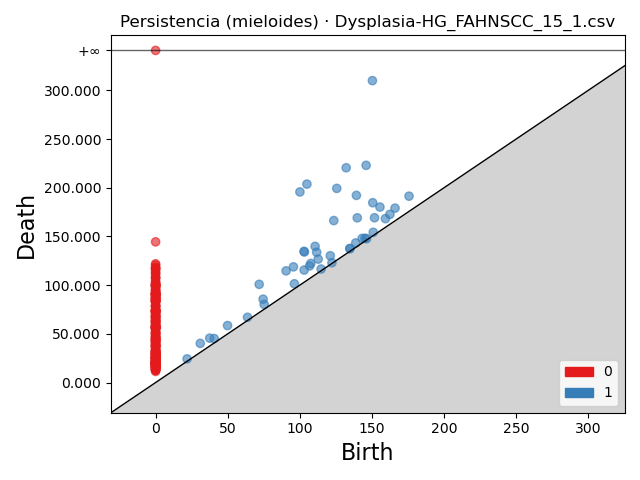 Persistencia (mieloides) · Dysplasia-HG_FAHNSCC_15_1.csv
+∞
300.000
250.000
200.000
150.000
100.000
50.000
0.000
Death
0
1
0 50 100 150 200 250 300
Birth